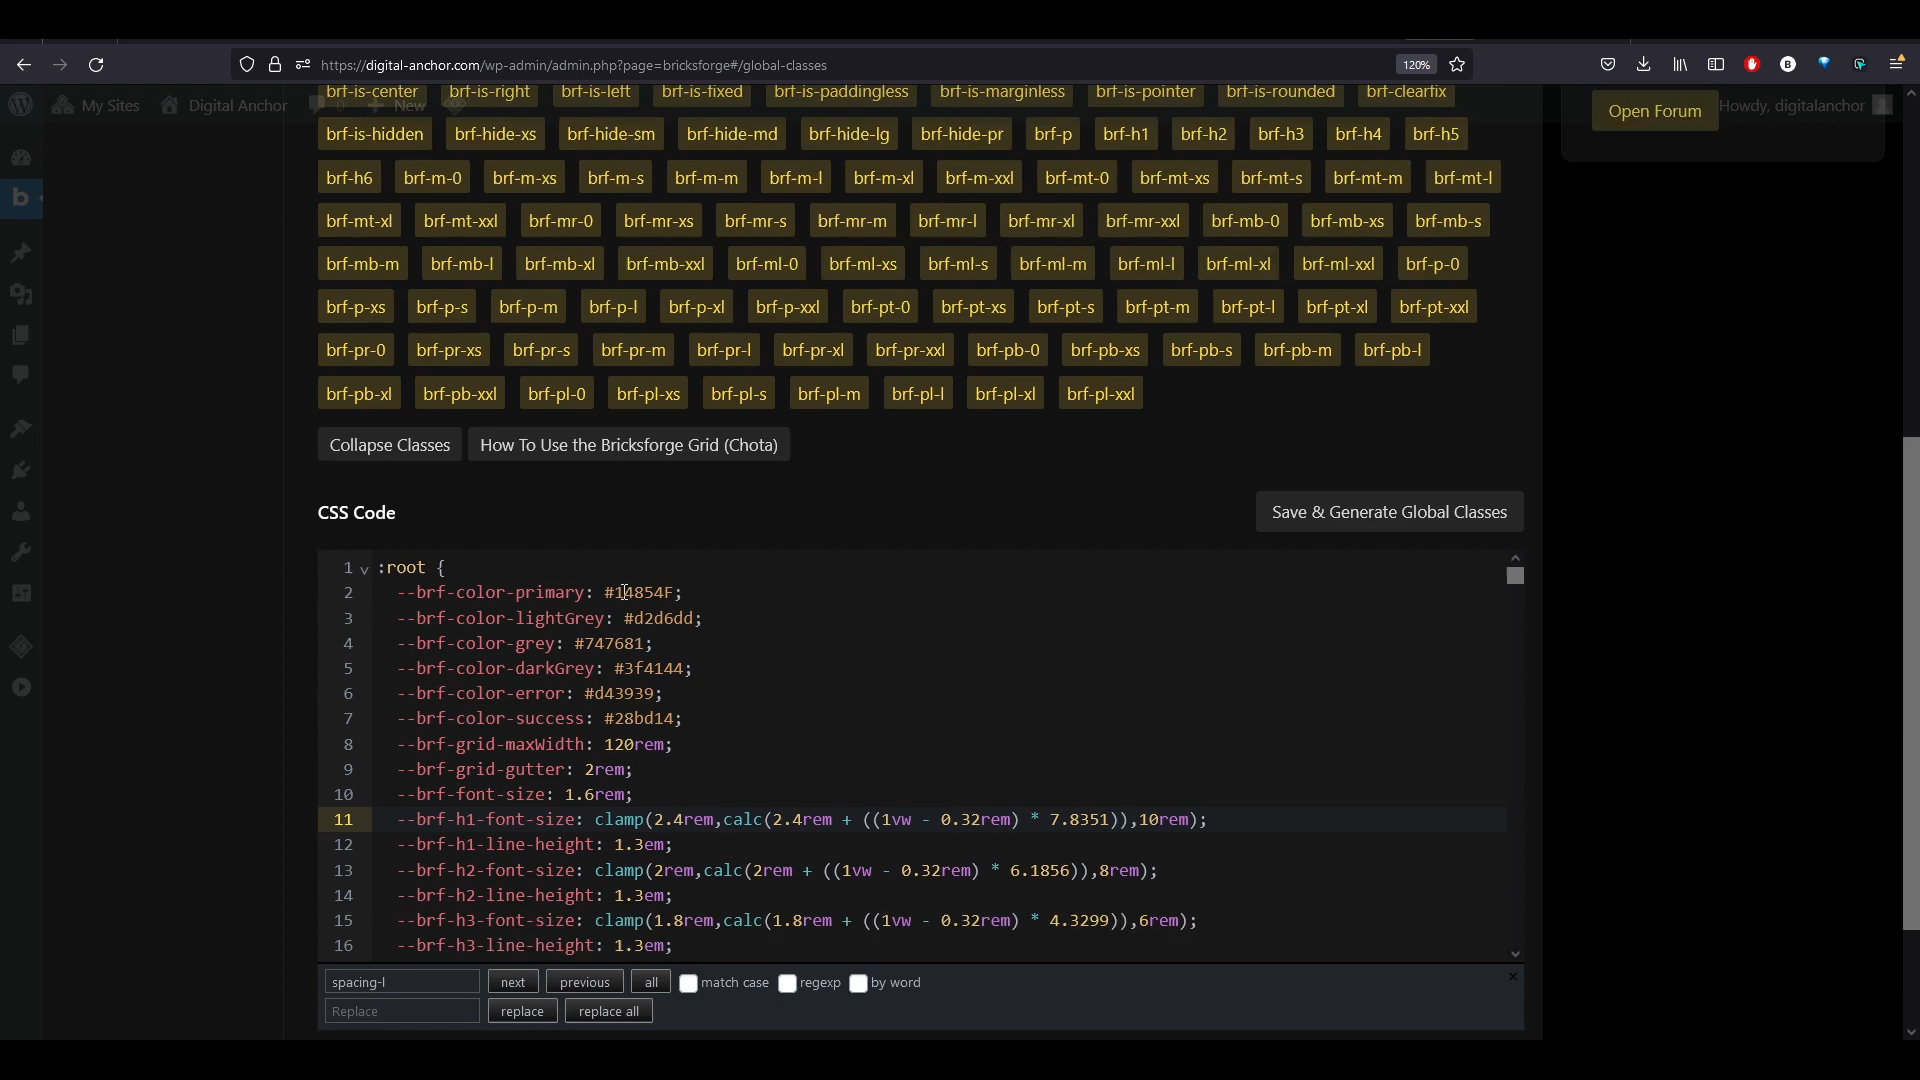 https://digital-anchor.com/wp-admin/admin.php?page=bricksforge#/global-classes
120%
My Sites
Digital Anchor
New
Howdy, digitalanchor
Open Forum
brf-is-center brf-is-right brf-is-left brf-is-fixed brf-is-paddingless brf-is-marginless brf-is-pointer brf-is-rounded brf-clearfix
brf-is-hidden brf-hide-xs brf-hide-sm brf-hide-md brf-hide-lg brf-hide-pr brf-p brf-h1 brf-h2 brf-h3 brf-h4 brf-h5
brf-h6 brf-m-0 brf-m-xs brf-m-s brf-m-m brf-m-l brf-m-xl brf-m-xxl brf-mt-0 brf-mt-xs brf-mt-s brf-mt-m brf-mt-l
brf-mt-xl brf-mt-xxl brf-mr-0 brf-mr-xs brf-mr-s brf-mr-m brf-mr-l brf-mr-xl brf-mr-xxl brf-mb-0 brf-mb-xs brf-mb-s
brf-mb-m brf-mb-l brf-mb-xl brf-mb-xxl brf-ml-0 brf-ml-xs brf-ml-s brf-ml-m brf-ml-l brf-ml-xl brf-ml-xxl brf-p-0
brf-p-xs brf-p-s brf-p-m brf-p-l brf-p-xl brf-p-xxl brf-pt-0 brf-pt-xs brf-pt-s brf-pt-m brf-pt-l brf-pt-xl brf-pt-xxl
brf-pr-0 brf-pr-xs brf-pr-s brf-pr-m brf-pr-l brf-pr-xl brf-pr-xxl brf-pb-0 brf-pb-xs brf-pb-s brf-pb-m brf-pb-l
brf-pb-xl brf-pb-xxl brf-pl-0 brf-pl-xs brf-pl-s brf-pl-m brf-pl-l brf-pl-xl brf-pl-xxl
Collapse Classes
How To Use the Bricksforge Grid (Chota)
CSS Code
Save & Generate Global Classes
1 :root {
2 --brf-color-primary: #14854F;
3 --brf-color-lightGrey: #d2d6dd;
4 --brf-color-grey: #747681;
5 --brf-color-darkGrey: #3f4144;
6 --brf-color-error: #d43939;
7 --brf-color-success: #28bd14;
8 --brf-grid-maxWidth: 120rem;
9 --brf-grid-gutter: 2rem;
10 --brf-font-size: 1.6rem;
11 --brf-h1-font-size: clamp(2.4rem,calc(2.4rem + ((1vw - 0.32rem) * 7.8351)),10rem);
12 --brf-h1-line-height: 1.3em;
13 --brf-h2-font-size: clamp(2rem,calc(2rem + ((1vw - 0.32rem) * 6.1856)),8rem);
14 --brf-h2-line-height: 1.3em;
15 --brf-h3-font-size: clamp(1.8rem,calc(1.8rem + ((1vw - 0.32rem) * 4.3299)),6rem);
16 --brf-h3-line-height: 1.3em;
spacing-l next previous all match case regexp by word ×
Replace replace replace all